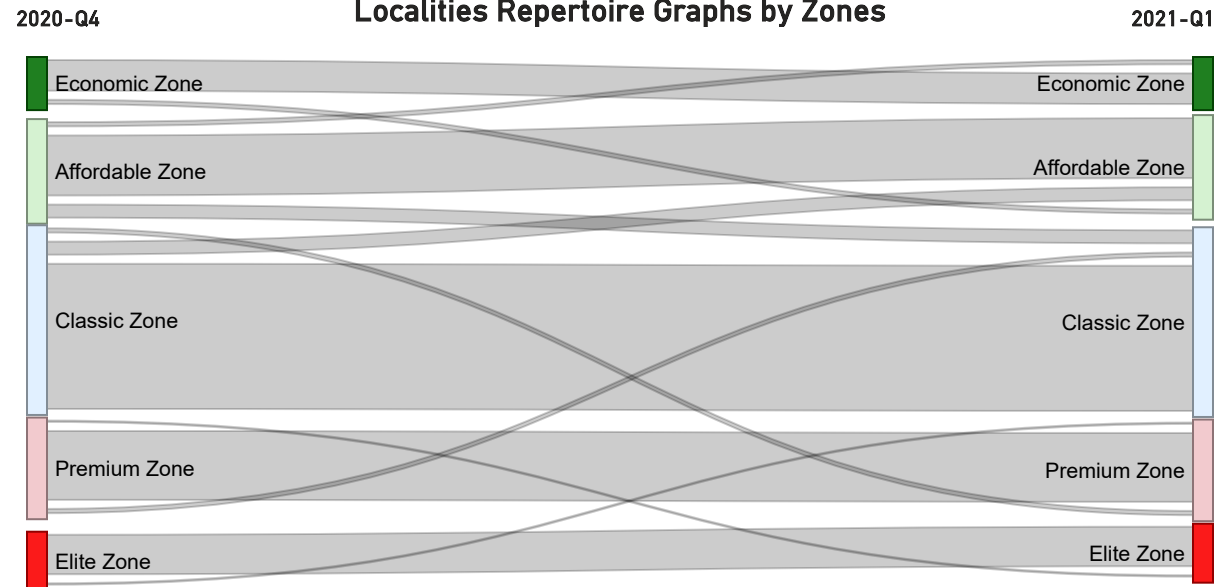 Localities Repertoire Graphs by Zones
2020-Q4
2021-Q1
Economic Zone
Economic Zone
Affordable Zone
Affordable Zone
Classic Zone
Classic Zone
Premium Zone
Premium Zone
Elite Zone
Elite Zone